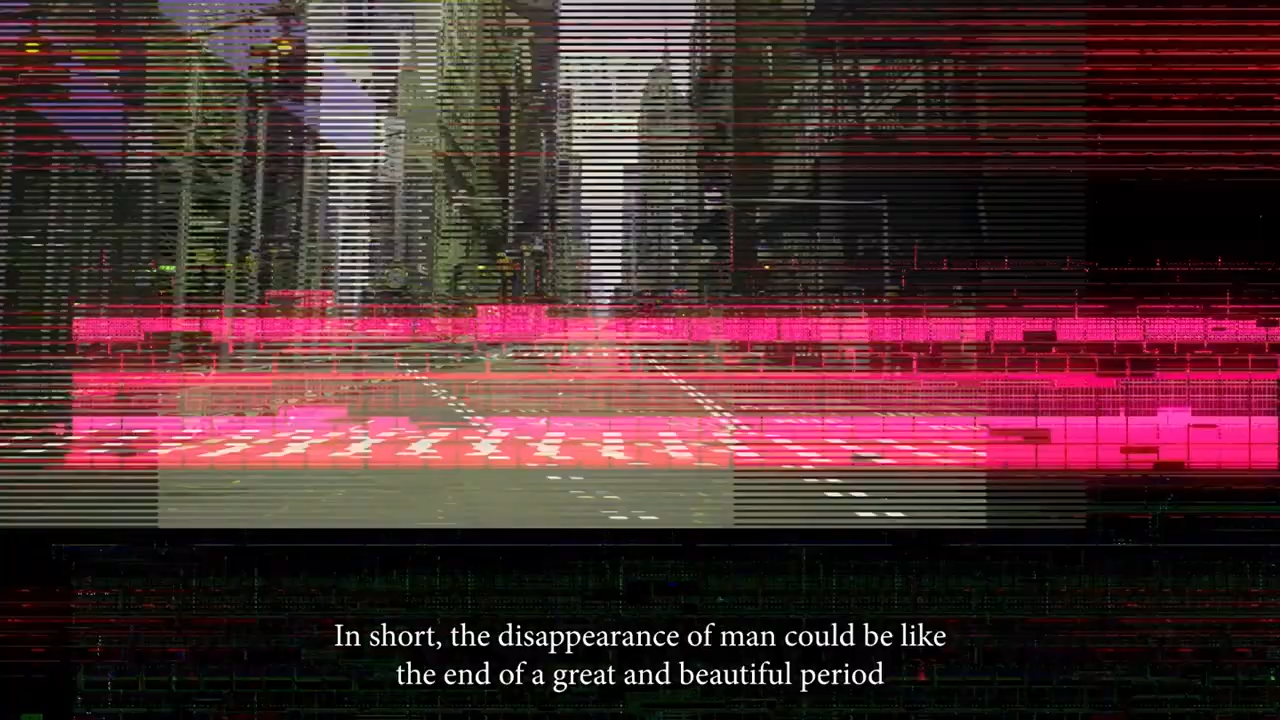 In short, the disappearance of man could be like
the end of a great and beautiful period